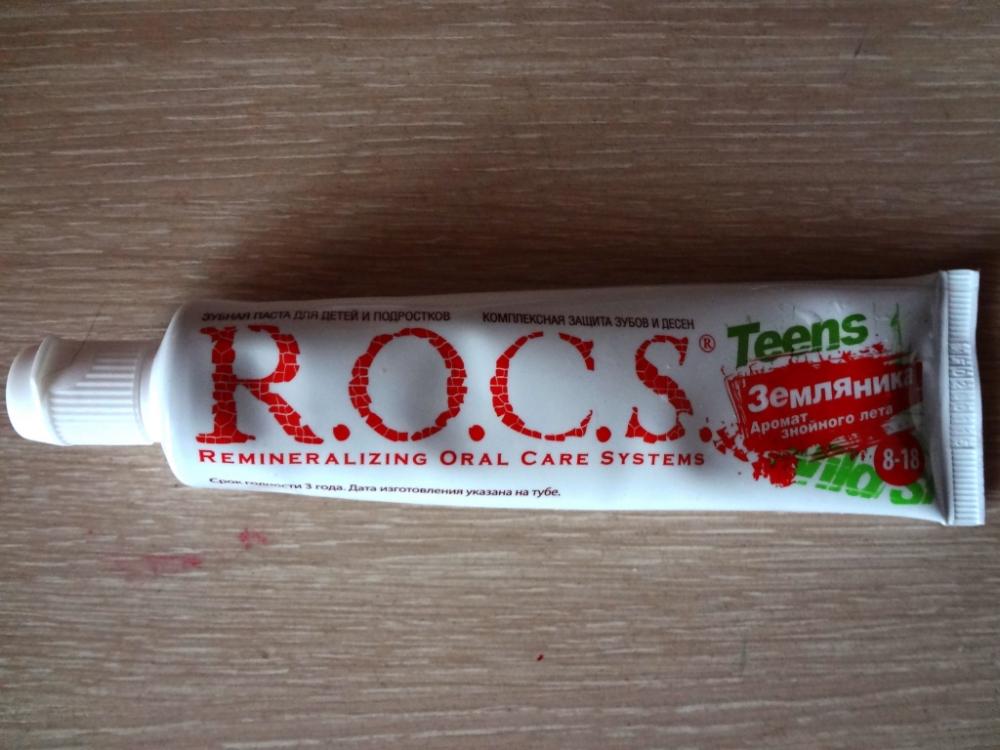 ЗУБНАЯ ПАСТА ДЛЯ ДЕТЕЙ И ПОДРОСТКОВ КОМПЛЕКСНАЯ ЗАЩИТА ЗУБОВ И ДЕСЕН
R.O.C.S.®
REMINERALIZING ORAL CARE SYSTEMS
Срок годности 3 года. Дата изготовления указана на тубе.
Teens
Земляника
Аромат
знойного лета
8-18